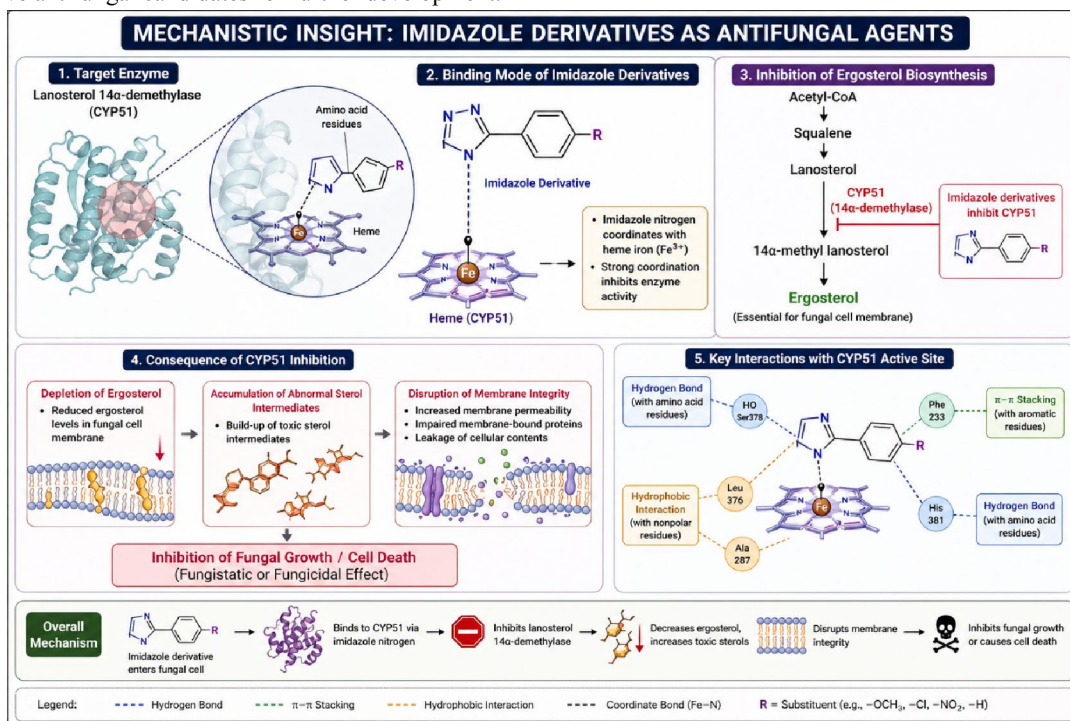 MECHANISTIC INSIGHT: IMIDAZOLE DERIVATIVES AS ANTIFUNGAL AGENTS
1. Target Enzyme
Lanosterol 14α-demethylase
(CYP51)
Amino acid
residues
N
N
R
Fe
Heme
2. Binding Mode of Imidazole Derivatives
N
N
N
R
Imidazole Derivative
N
N
Fe
Heme (CYP51)
• Imidazole nitrogen
coordinates with
heme iron (Fe³⁺)
• Strong coordination
inhibits enzyme
activity
3. Inhibition of Ergosterol Biosynthesis
Acetyl-CoA
Squalene
Lanosterol
CYP51
(14α-demethylase)
14α-methyl lanosterol
Ergosterol
(Essential for fungal cell membrane)
Imidazole derivatives
inhibit CYP51
N
N
R
4. Consequence of CYP51 Inhibition
Depletion of Ergosterol
• Reduced ergosterol
levels in fungal cell
membrane
Accumulation of Abnormal Sterol
Intermediates
• Build-up of toxic sterol
intermediates
Disruption of Membrane Integrity
• Increased membrane permeability
• Impaired membrane-bound proteins
• Leakage of cellular contents
Inhibition of Fungal Growth / Cell Death
(Fungistatic or Fungicidal Effect)
5. Key Interactions with CYP51 Active Site
Hydrogen Bond
(with amino acid
residues)
HO
Ser378
Phe
233
π–π Stacking
(with aromatic
residues)
N
N
R
Hydrophobic
Interaction
(with nonpolar
residues)
Leu
376
Ala
287
Fe
His
381
Hydrogen Bond
(with amino acid
residues)
Overall
Mechanism
N
N
R
Imidazole derivative
enters fungal cell
Binds to CYP51 via
imidazole nitrogen
Inhibits lanosterol
14α-demethylase
Decreases ergosterol,
increases toxic sterols
Disrupts membrane
integrity
Inhibits fungal growth
or causes cell death
Legend:
Hydrogen Bond
π–π Stacking
Hydrophobic Interaction
Coordinate Bond (Fe–N)
R = Substituent (e.g., –OCH₃, –Cl, –NO₂, –H)